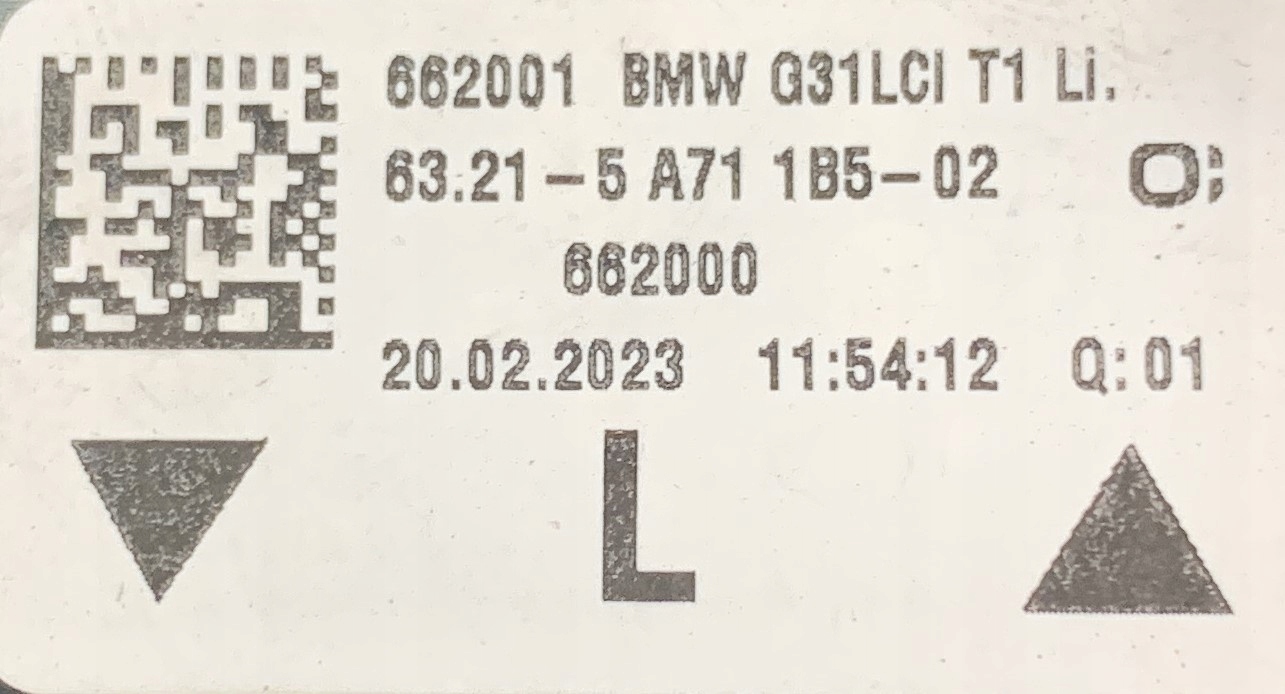 662001 BMW G31LCI T1 Li.
63.21-5 A71 1B5-02
662000
20.02.2023 11:54:12 Q:01
L